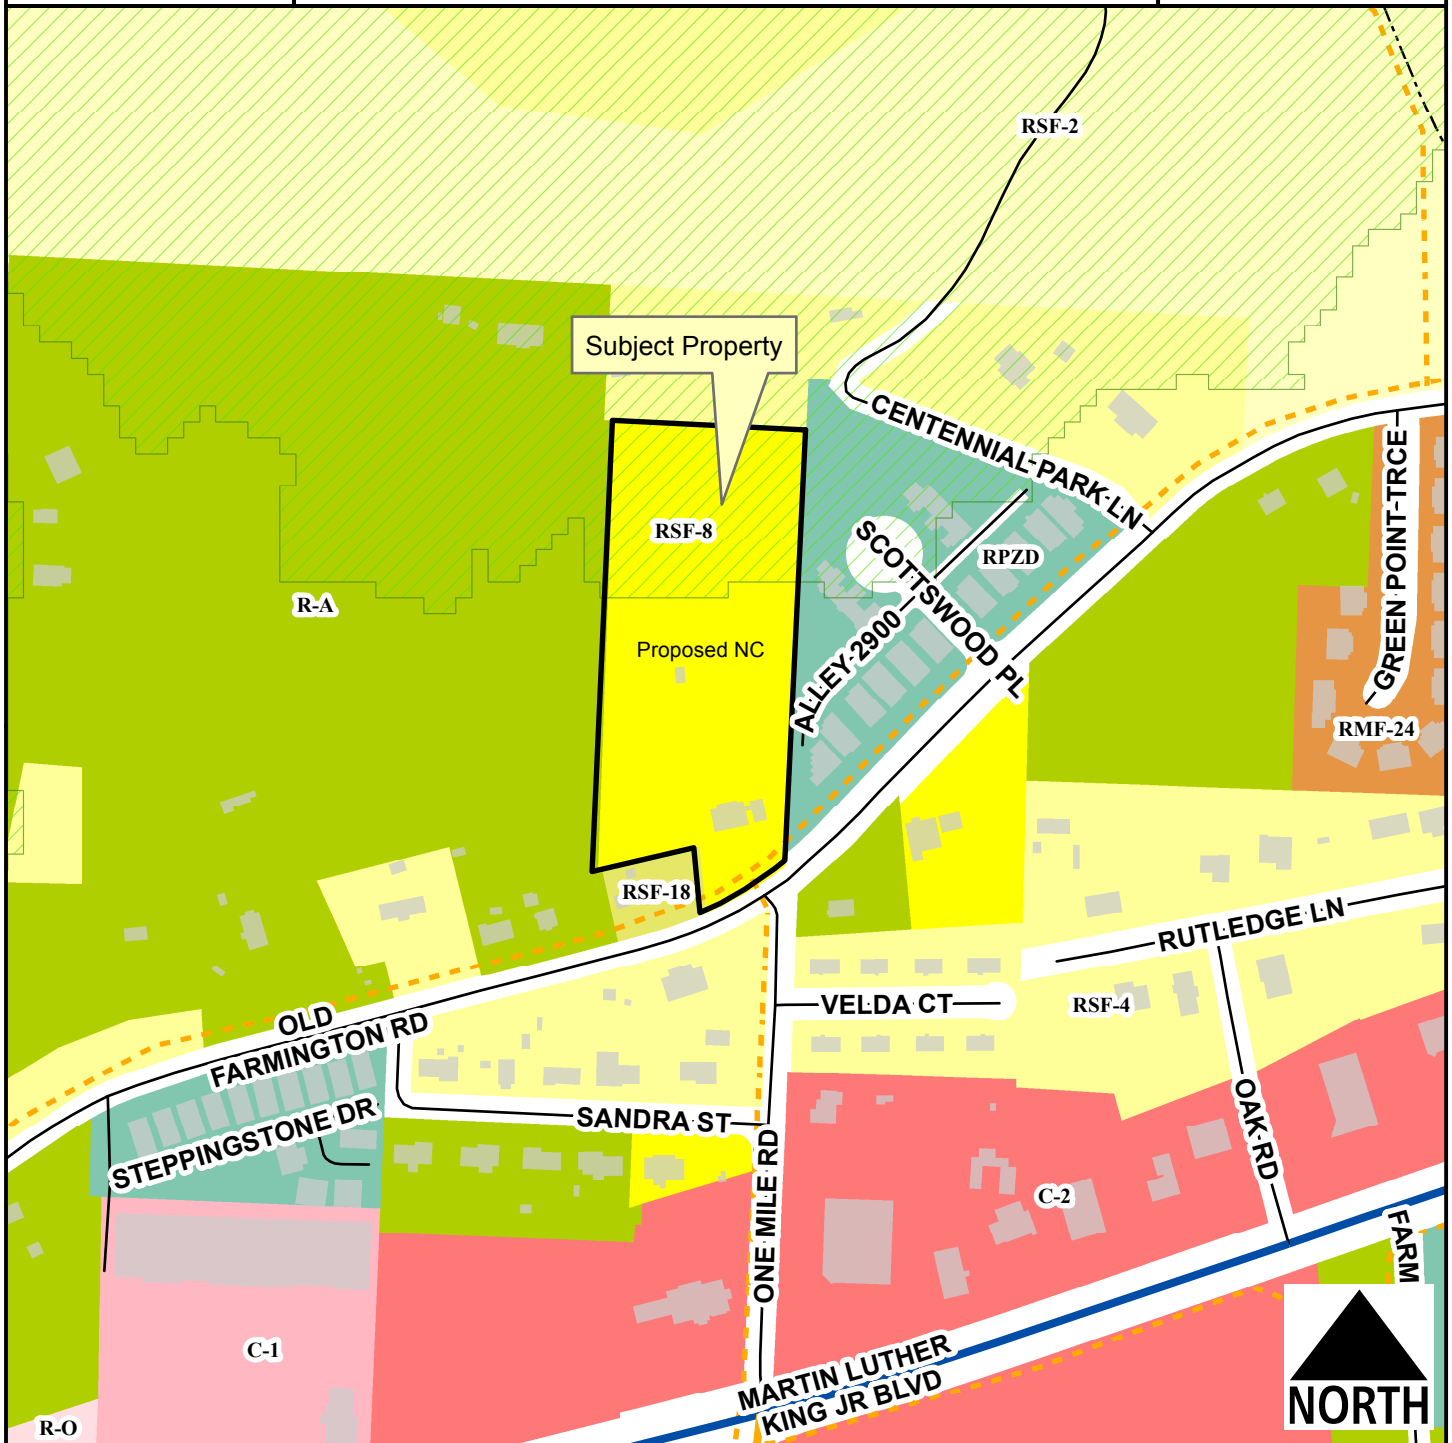 RSF-2
Subject Property
CENTENNIAL PARK LN
GREEN POINT TRCE
RSF-8
SCOTTSWOOD PL
RPZD
R-A
ALLEY 2900
Proposed NC
RMF-24
RSF-18
RUTLEDGE LN
OLD
FARMINGTON RD
VELDA CT
RSF-4
STEPPINGSTONE DR
SANDRA ST
OAK RD
ONE MILE RD
C-2
FARM
C-1
MARTIN LUTHER
KING JR BLVD
R-O
NORTH